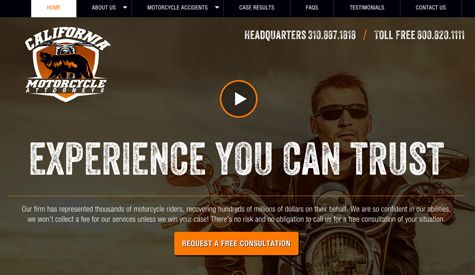 HOME ABOUT US MOTORCYCLE ACCIDENTS CASE RESULTS FAQS TESTIMONIALS CONTACT US
CALIFORNIA
MOTORCYCLE
ATTORNEYS
HEADQUARTERS 310.887.1818 / TOLL FREE 800.820.1111
EXPERIENCE YOU CAN TRUST
Our firm has represented thousands of motorcycle riders, recovering hundreds of millions of dollars on their behalf. We are so confident in our abilities,
we won't collect a fee for our services unless we win your case! There's no risk and no obligation to call us for a free consultation of your situation.
REQUEST A FREE CONSULTATION